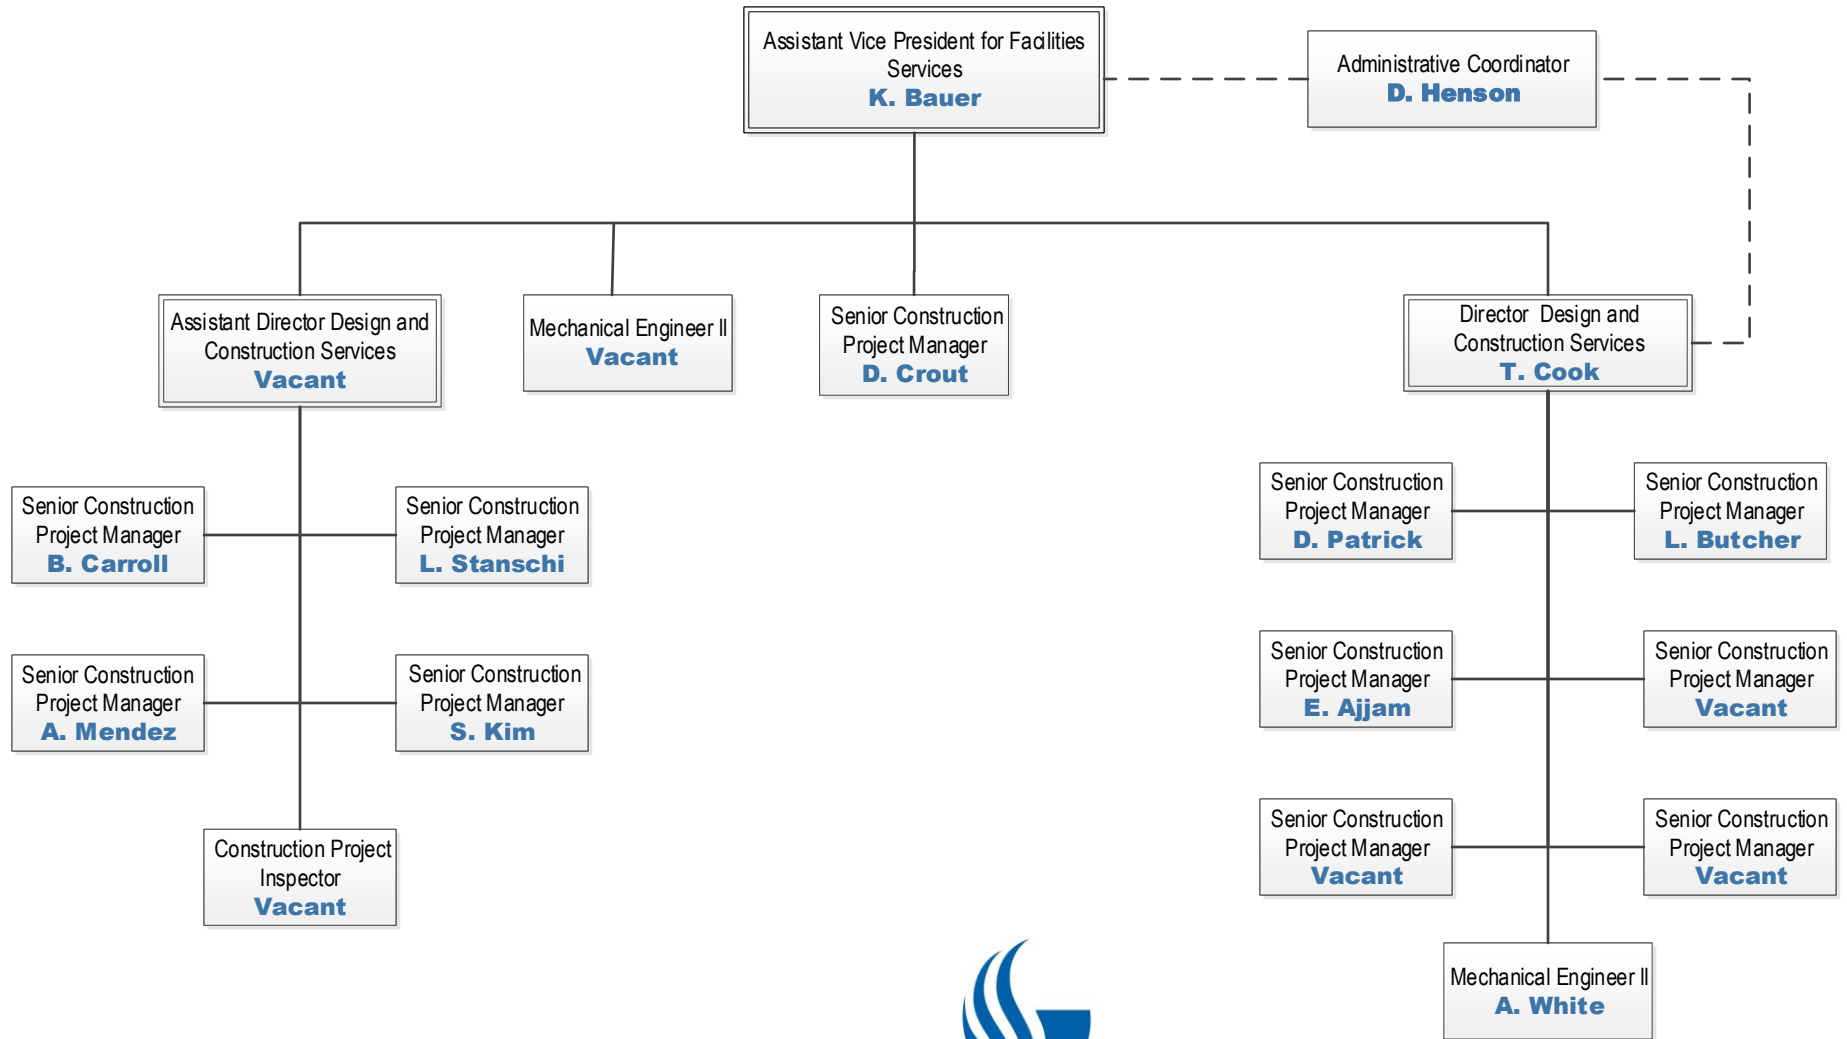 Assistant Vice President for Facilities
Services
K. Bauer
Administrative Coordinator
D. Henson
Assistant Director Design and
Construction Services
Vacant
Mechanical Engineer II
Vacant
Senior Construction
Project Manager
D. Crout
Director Design and
Construction Services
T. Cook
Senior Construction
Project Manager
B. Carroll
Senior Construction
Project Manager
L. Stanschi
Senior Construction
Project Manager
D. Patrick
Senior Construction
Project Manager
L. Butcher
Senior Construction
Project Manager
A. Mendez
Senior Construction
Project Manager
S. Kim
Senior Construction
Project Manager
E. Ajjam
Senior Construction
Project Manager
Vacant
Construction Project
Inspector
Vacant
Senior Construction
Project Manager
Vacant
Senior Construction
Project Manager
Vacant
Mechanical Engineer II
A. White